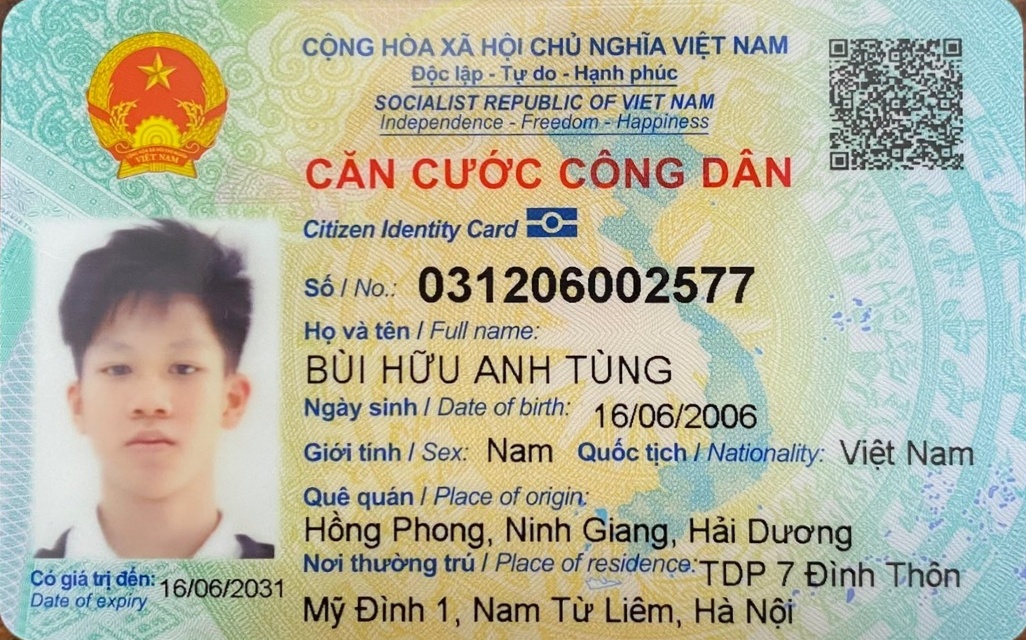 CỘNG HÒA XÃ HỘI CHỦ NGHĨA VIỆT NAM
Độc lập - Tự do - Hạnh phúc
SOCIALIST REPUBLIC OF VIET NAM
Independence - Freedom - Happiness
CĂN CƯỚC CÔNG DÂN
Citizen Identity Card
Số / No.: 031206002577
Họ và tên / Full name:
BÙI HỮU ANH TÙNG
Ngày sinh / Date of birth: 16/06/2006
Giới tính / Sex: Nam Quốc tịch / Nationality: Việt Nam
Quê quán / Place of origin:
Hồng Phong, Ninh Giang, Hải Dương
Nơi thường trú / Place of residence: TDP 7 Đình Thôn
Mỹ Đình 1, Nam Từ Liêm, Hà Nội
Có giá trị đến: 16/06/2031
Date of expiry
VIỆT NAM